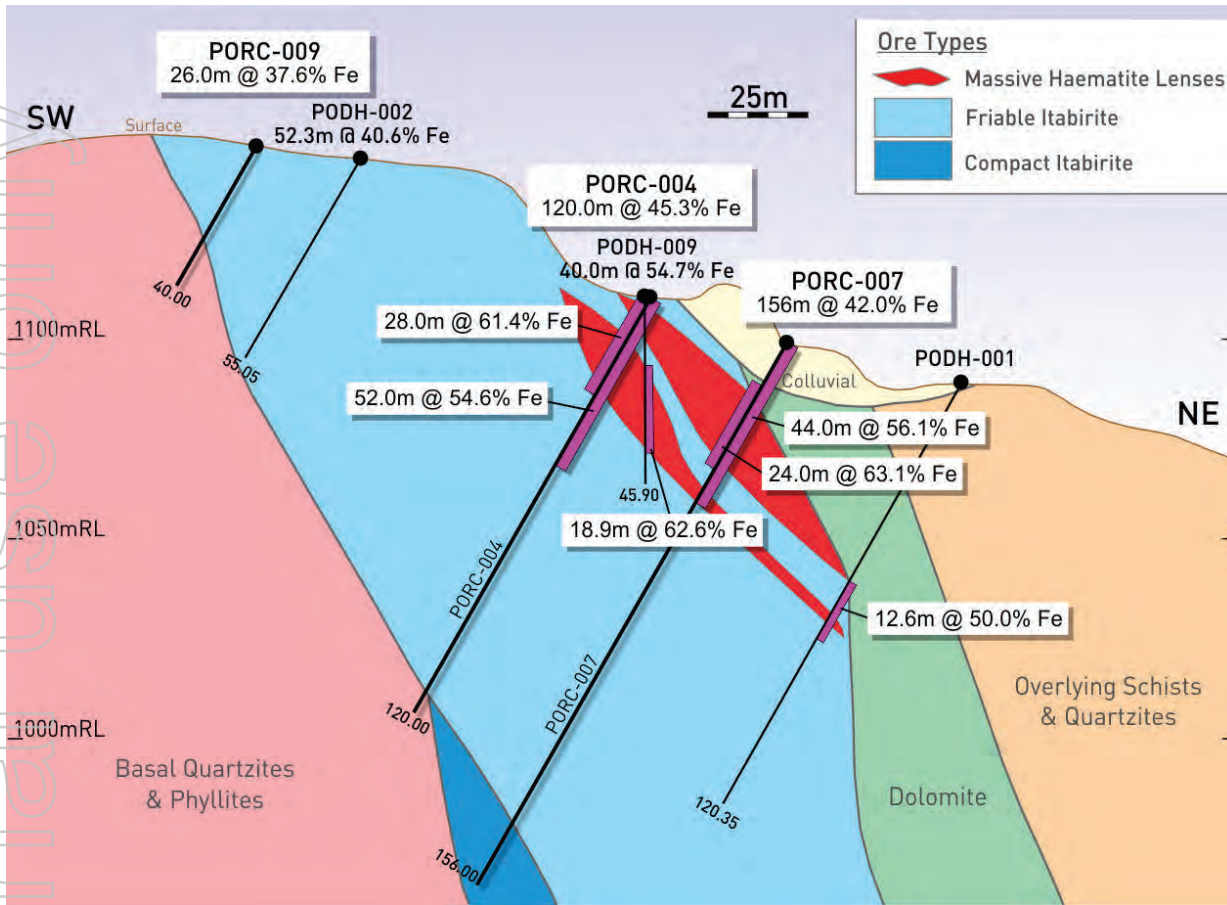 PORC-009
26.0m @ 37.6% Fe
PODH-002
52.3m @ 40.6% Fe
SW
Surface
25m
Ore Types
Massive Haematite Lenses
Friable Itabirite
Compact Itabirite
PORC-004
120.0m @ 45.3% Fe
PODH-009
40.0m @ 54.7% Fe
PORC-007
156m @ 42.0% Fe
PODH-001
40.00
55.05
1100mRL
28.0m @ 61.4% Fe
52.0m @ 54.6% Fe
Colluvial
NE
44.0m @ 56.1% Fe
24.0m @ 63.1% Fe
45.90
18.9m @ 62.6% Fe
1050mRL
PORC-004
12.6m @ 50.0% Fe
PORC-007
120.00
1000mRL
Overlying Schists
& Quartzites
Basal Quartzites
& Phyllites
Dolomite
120.35
156.00
use only